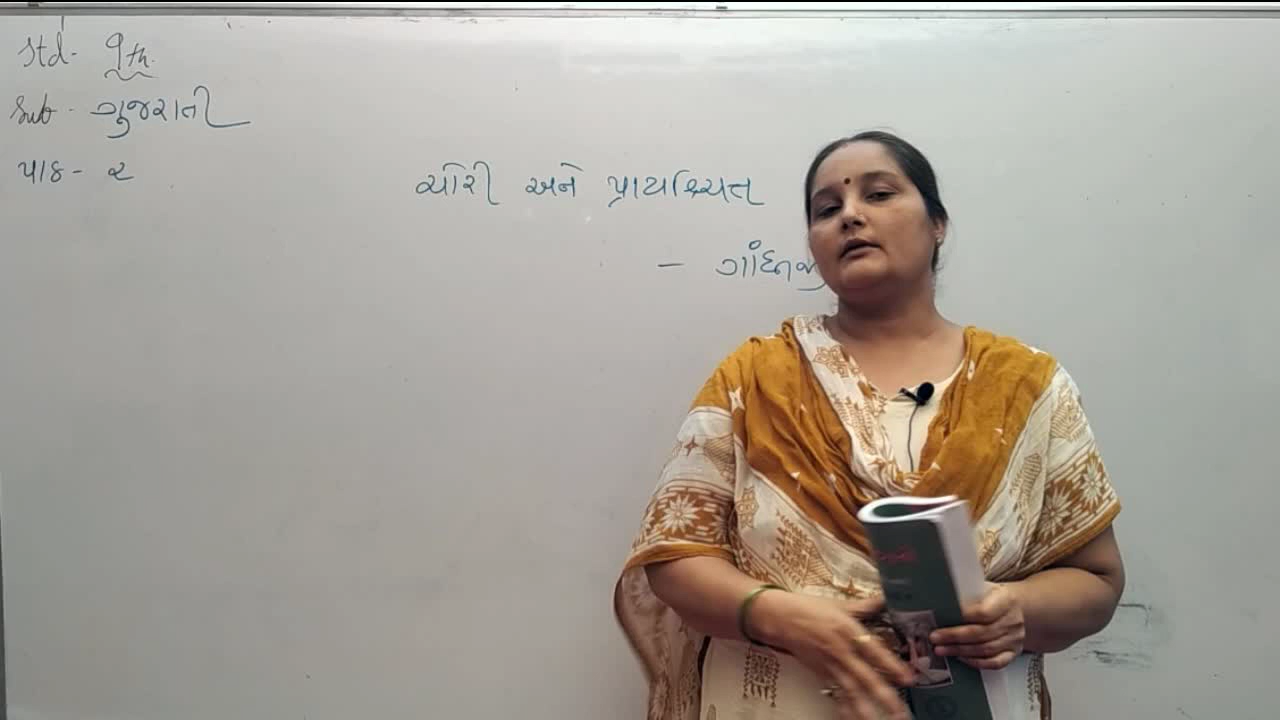 Std - 9th.
Sub - ગુજરાતી
પાઠ - ૨
ચોરી અને પ્રાયશ્ચિત
- ગાંધીજી